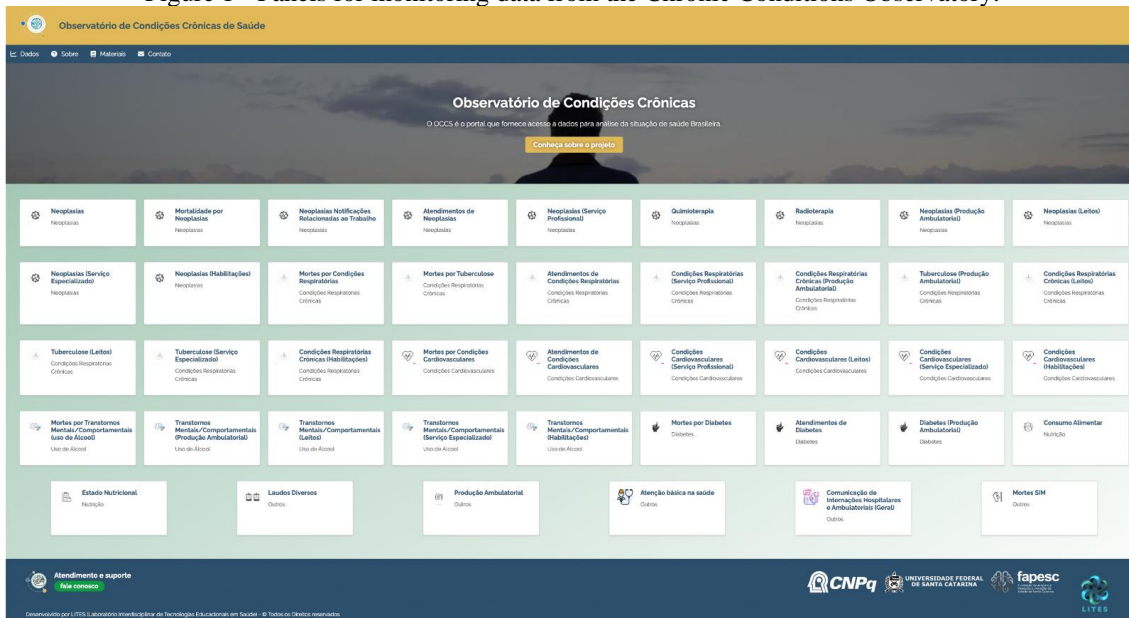 Figure 1 - Panels for monitoring data from the Chronic Conditions Observatory.
Observatório de Condições Crônicas de Saúde
Dados Sobre Materiais Contato
Observatório de Condições Crônicas
O OCCS é o portal que fornece acesso a dados para análise da situação de saúde Brasileira
Conheça sobre o projeto
Neoplasias
Neoplasias
Mortalidade por
Neoplasias
Neoplasias
Neoplasias Notificações
Relacionadas ao Trabalho
Neoplasias
Atendimentos de
Neoplasias
Neoplasias
Neoplasias (Serviço
Profissional)
Neoplasias
Quimioterapia
Neoplasias
Radioterapia
Neoplasias
Neoplasias (Produção
Ambulatorial)
Neoplasias
Neoplasias (Leitos)
Neoplasias
Neoplasias (Serviço
Especializado)
Neoplasias
Neoplasias (Habilitações)
Neoplasias
Mortes por Condições
Respiratórias
Condições Respiratórias
Crônicas
Mortes por Tuberculose
Condições Respiratórias
Crônicas
Atendimentos de
Condições Respiratórias
Condições Respiratórias
Crônicas
Condições Respiratórias
(Serviço Profissional)
Condições Respiratórias
Crônicas
Condições Respiratórias
Crônicas (Produção
Ambulatorial)
Condições Respiratórias
Crônicas
Tuberculose (Produção
Ambulatorial)
Condições Respiratórias
Crônicas
Condições Respiratórias
Crônicas (Leitos)
Condições Respiratórias
Crônicas
Tuberculose (Leitos)
Condições Respiratórias
Crônicas
Tuberculose (Serviço
Especializado)
Condições Respiratórias
Crônicas
Condições Respiratórias
Crônicas (Habilitações)
Condições Respiratórias
Crônicas
Mortes por Condições
Cardiovasculares
Condições Cardiovasculares
Atendimentos de
Condições
Cardiovasculares
Condições Cardiovasculares
Condições
Cardiovasculares
(Serviço Profissional)
Condições Cardiovasculares
Condições
Cardiovasculares (Leitos)
Condições Cardiovasculares
Condições
Cardiovasculares
(Serviço Especializado)
Condições Cardiovasculares
Condições
Cardiovasculares
(Habilitações)
Condições Cardiovasculares
Mortes por Transtornos
Mentais/Comportamentais
(uso de Álcool)
Uso de Álcool
Transtornos
Mentais/Comportamentais
(Produção Ambulatorial)
Uso de Álcool
Transtornos
Mentais/Comportamentais
(Leitos)
Uso de Álcool
Transtornos
Mentais/Comportamentais
(Serviço Especializado)
Uso de Álcool
Transtornos
Mentais/Comportamentais
(Habilitações)
Uso de Álcool
Mortes por Diabetes
Diabetes
Atendimentos de
Diabetes
Diabetes
Diabetes (Produção
Ambulatorial)
Diabetes
Consumo Alimentar
Nutrição
Estado Nutricional
Nutrição
Laudos Diversos
Outros
Produção Ambulatorial
Outros
Atenção básica na saúde
Outros
Comunicação de
Internações Hospitalares
e Ambulatoriais (Geral)
Outros
Mortes SIM
Outros
Atendimento e suporte
fale conosco
CNPq
UNIVERSIDADE FEDERAL
DE SANTA CATARINA
fapesc
LITES
Desenvolvido por LITES (Laboratório Interdisciplinar de Tecnologias Educacionais em Saúde) - © Todos os Direitos reservados